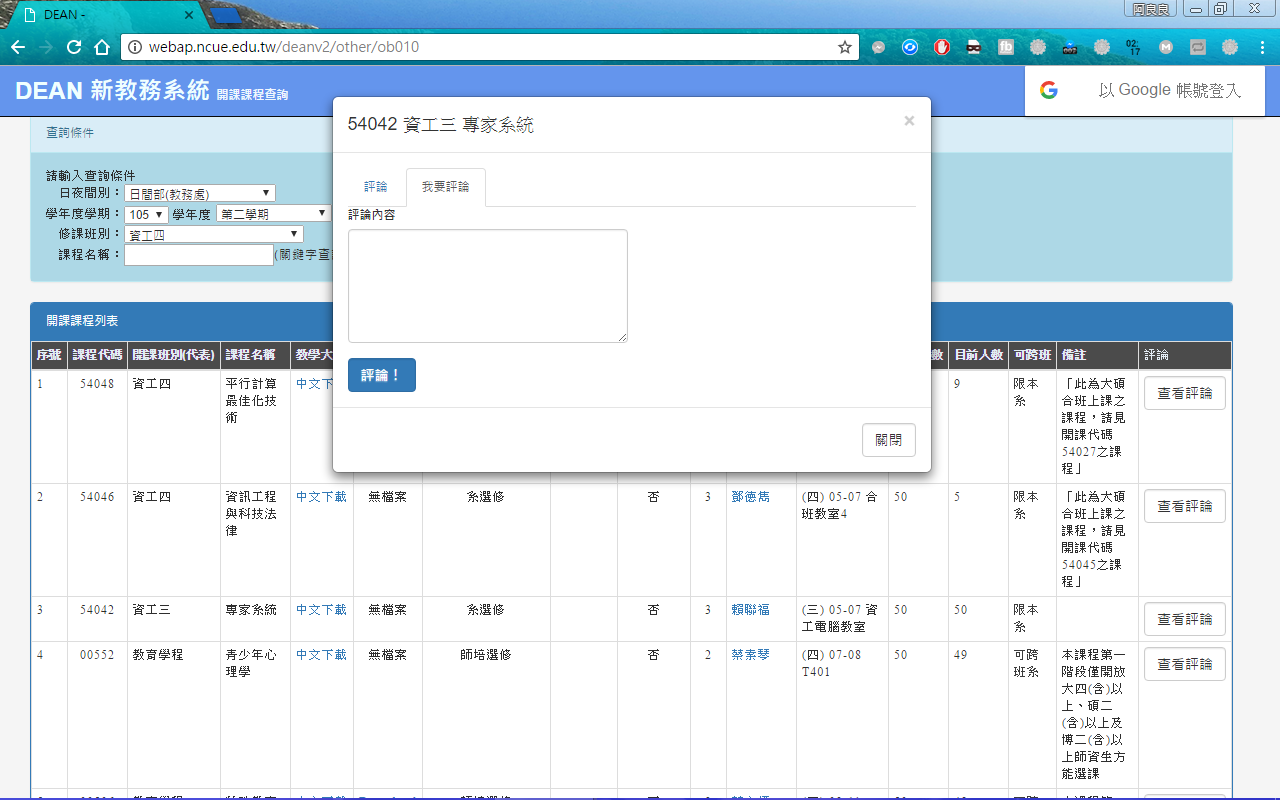 DEAN -
阿良良
webap.ncue.edu.tw/deanv2/other/ob010
DEAN 新教務系統 開課課程查詢
以 Google 帳號登入
查詢條件
請輸入查詢條件
日夜間別： 日間部(教務處)
學年度學期： 105 學年度 第二學期
修課班別： 資工四
課程名稱： (關鍵字查
54042 資工三 專家系統
×
評論 我要評論
評論內容
評論！
關閉
開課課程列表
序號 課程代碼 開課班別(代表) 課程名稱 教學大 數 目前人數 可跨班 備註 評論
1 54048 資工四 平行計算最佳化技術 中文下 9 限本系 「此為大碩合班上課之課程，請見開課代碼54027之課程」 查看評論
2 54046 資工四 資訊工程與科技法律 中文下載 無檔案 系選修 否 3 鄧德雋 (四) 05-07 合班教室4 50 5 限本系 「此為大碩合班上課之課程，請見開課代碼54045之課程」 查看評論
3 54042 資工三 專家系統 中文下載 無檔案 系選修 否 3 賴聯福 (三) 05-07 資工電腦教室 50 50 限本系 查看評論
4 00552 教育學程 青少年心理學 中文下載 無檔案 師培選修 否 2 葉素琴 (四) 07-08 T401 50 49 可跨班系 本課程第一階段僅開放大四(含)以上、碩二(含)以上及博二(含)以上師資生方能選課 查看評論